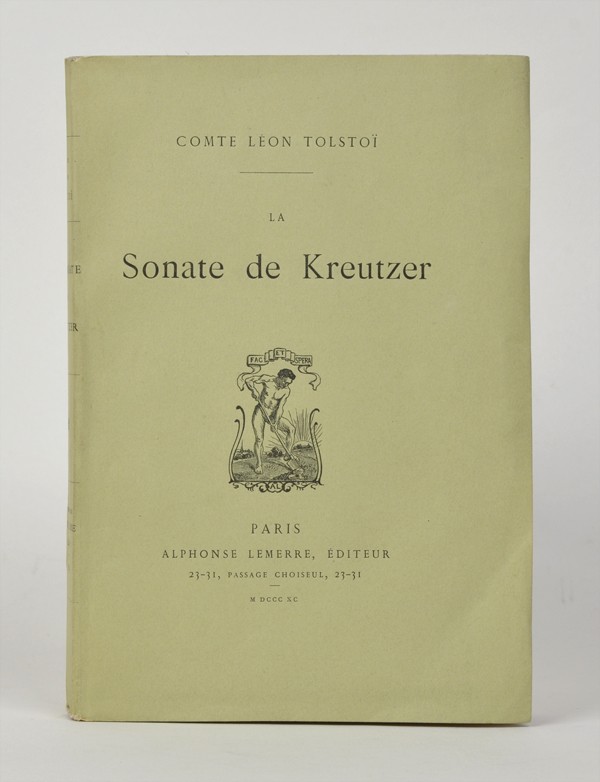 COMTE LÉON TOLSTOÏ
LA
Sonate de Kreutzer
FAC ET SPERA
AL
PARIS
ALPHONSE LEMERRE, ÉDITEUR
23-31, PASSAGE CHOISEUL, 23-31
M DCCC XC